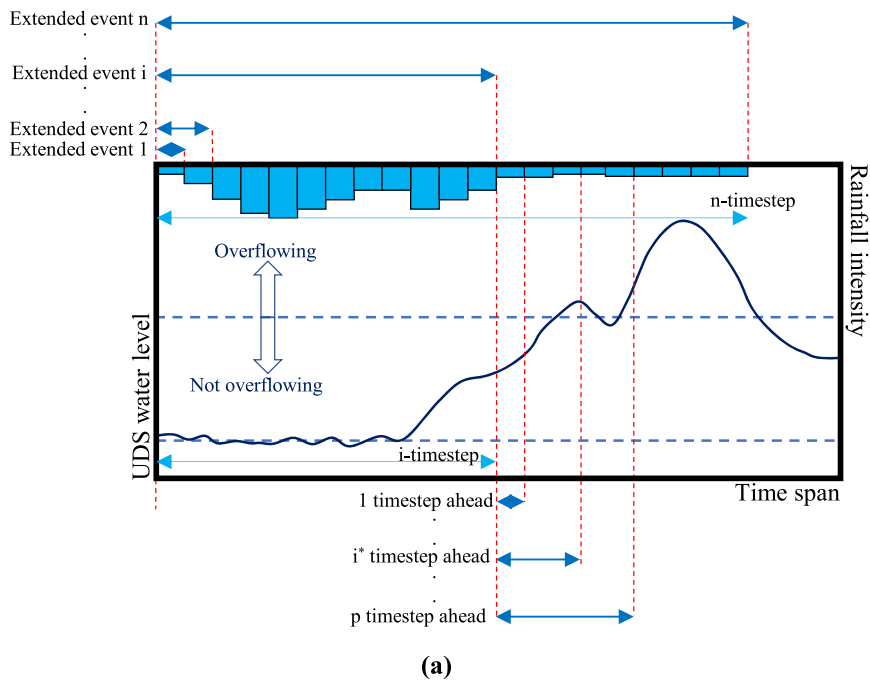 Extended event n
.
.
.
Extended event i
.
.
.
Extended event 2
Extended event 1
Rainfall intensity
n-timestep
Overflowing
Not overflowing
UDS water level
i-timestep
Time span
1 timestep ahead
.
.
i* timestep ahead
.
.
p timestep ahead
(a)